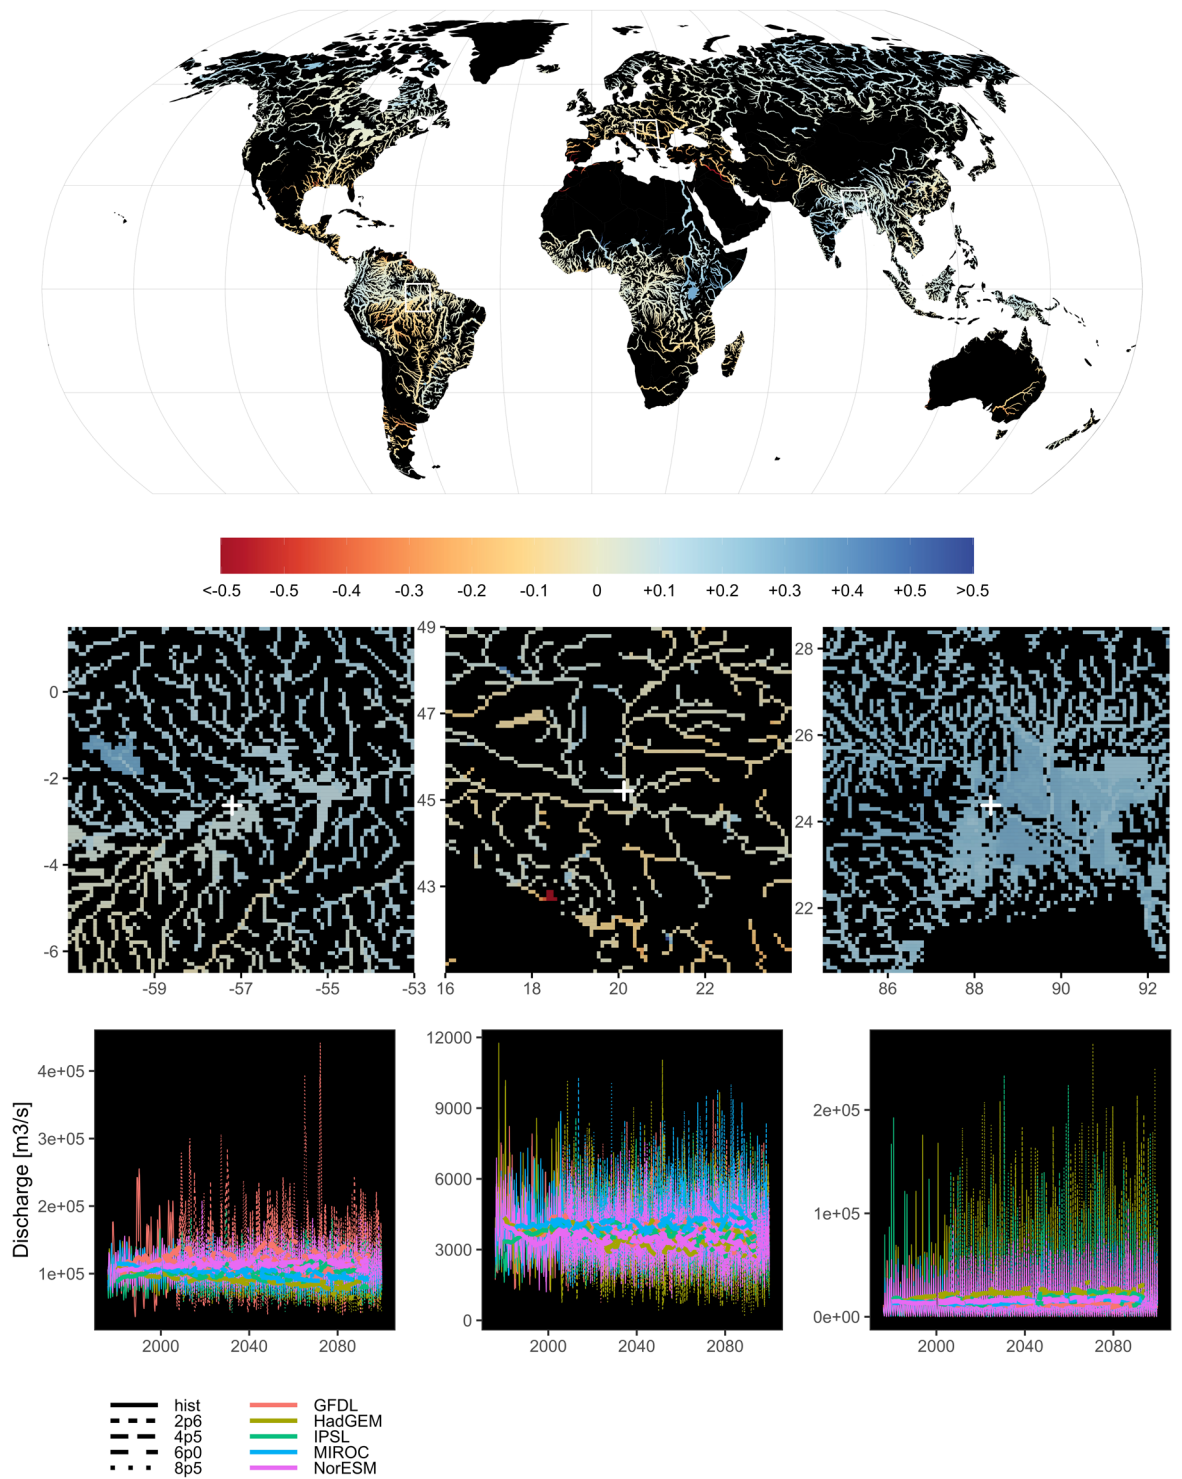 <-0.5 -0.5 -0.4 -0.3 -0.2 -0.1 0 +0.1 +0.2 +0.3 +0.4 +0.5 >0.5
0
-2
-4
-6
-59 -57 -55 -53
49
47
45
43
16 18 20 22
28
26
24
22
86 88 90 92
Discharge [m3/s]
4e+05
3e+05
2e+05
1e+05
2000 2040 2080
12000
9000
6000
3000
0
2000 2040 2080
2e+05
1e+05
0e+00
2000 2040 2080
hist
2p6
4p5
6p0
8p5
GFDL
HadGEM
IPSL
MIROC
NorESM